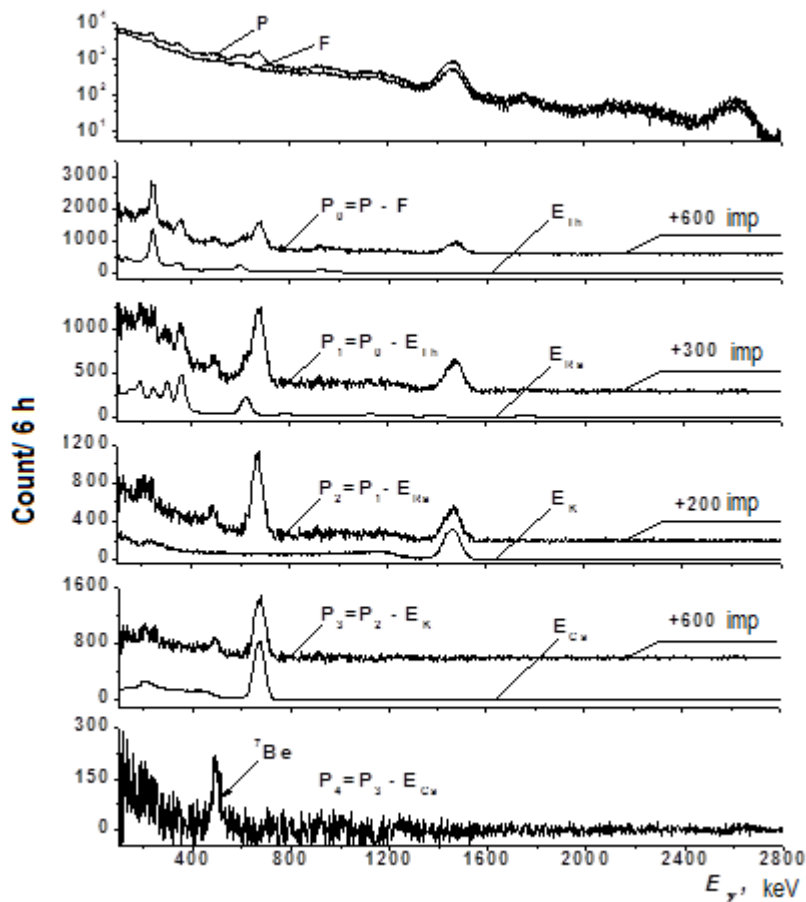 10⁴
P
10³
F
10²
10¹
3000
2000
P₀=P - F
E_Th
+600 imp
1000
0
1000
P₁=P₀ - E_Th
E_Ra
500
+300 imp
0
1200
800
P₂=P₁ - E_Ra
E_K
+200 imp
400
0
1600
P₃=P₂ - E_K
E_Cs
+600 imp
800
0
300
⁷Be
150
P₄=P₃ - E_Cs
0
400 800 1200 1600 2000 2400 2800
E_γ, keV
Count/ 6 h